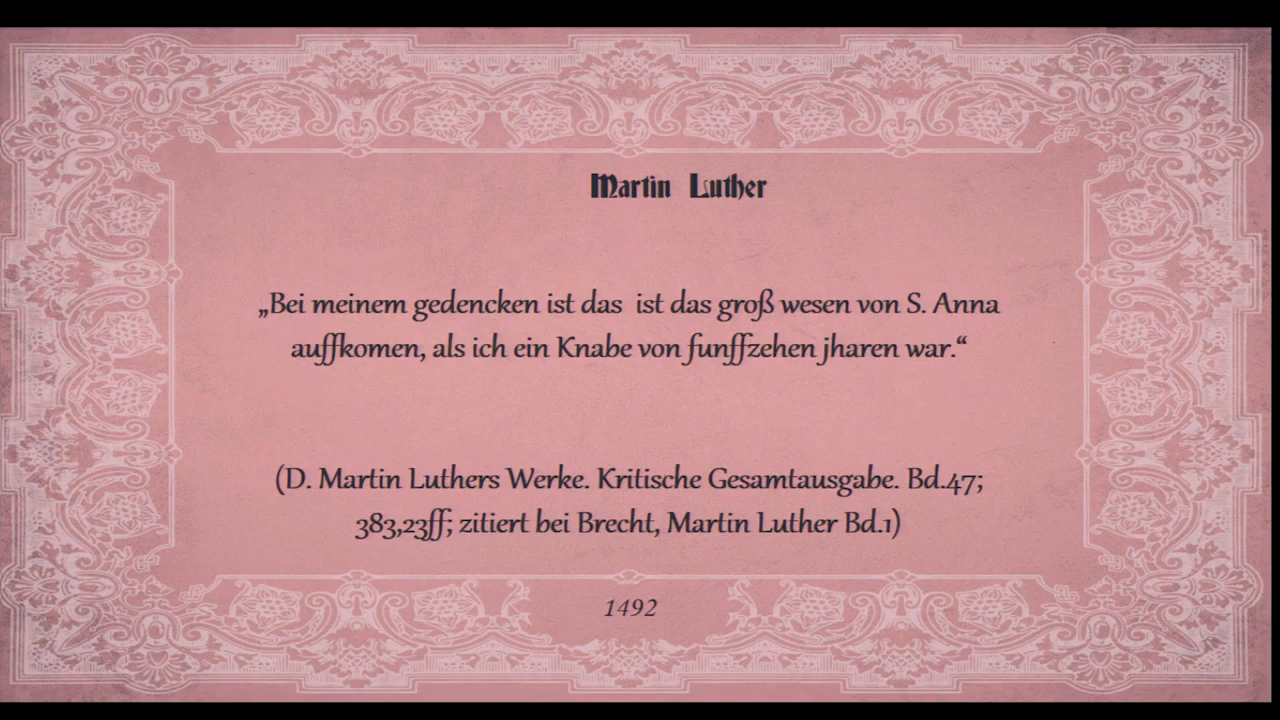 Martin Luther
„Bei meinem gedencken ist das ist das groß wesen von S. Anna
auffkomen, als ich ein Knabe von funffzehen jharen war.“
(D. Martin Luthers Werke. Kritische Gesamtausgabe. Bd.47;
383,23ff; zitiert bei Brecht, Martin Luther Bd.1)
1492